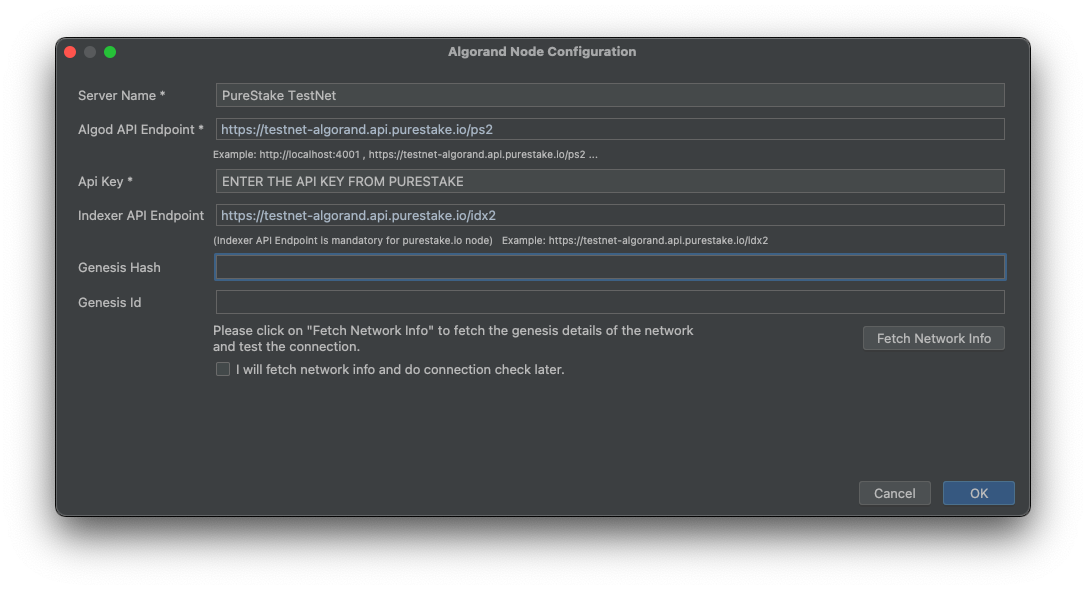 Algorand Node Configuration
Server Name * PureStake TestNet
Algod API Endpoint * https://testnet-algorand.api.purestake.io/ps2
Example: http://localhost:4001 , https://testnet-algorand.api.purestake.io/ps2 ...
Api Key * ENTER THE API KEY FROM PURESTAKE
Indexer API Endpoint https://testnet-algorand.api.purestake.io/idx2
(Indexer API Endpoint is mandatory for purestake.io node) Example: https://testnet-algorand.api.purestake.io/idx2
Genesis Hash
Genesis Id
Please click on "Fetch Network Info" to fetch the genesis details of the network
and test the connection.
Fetch Network Info
I will fetch network info and do connection check later.
Cancel OK